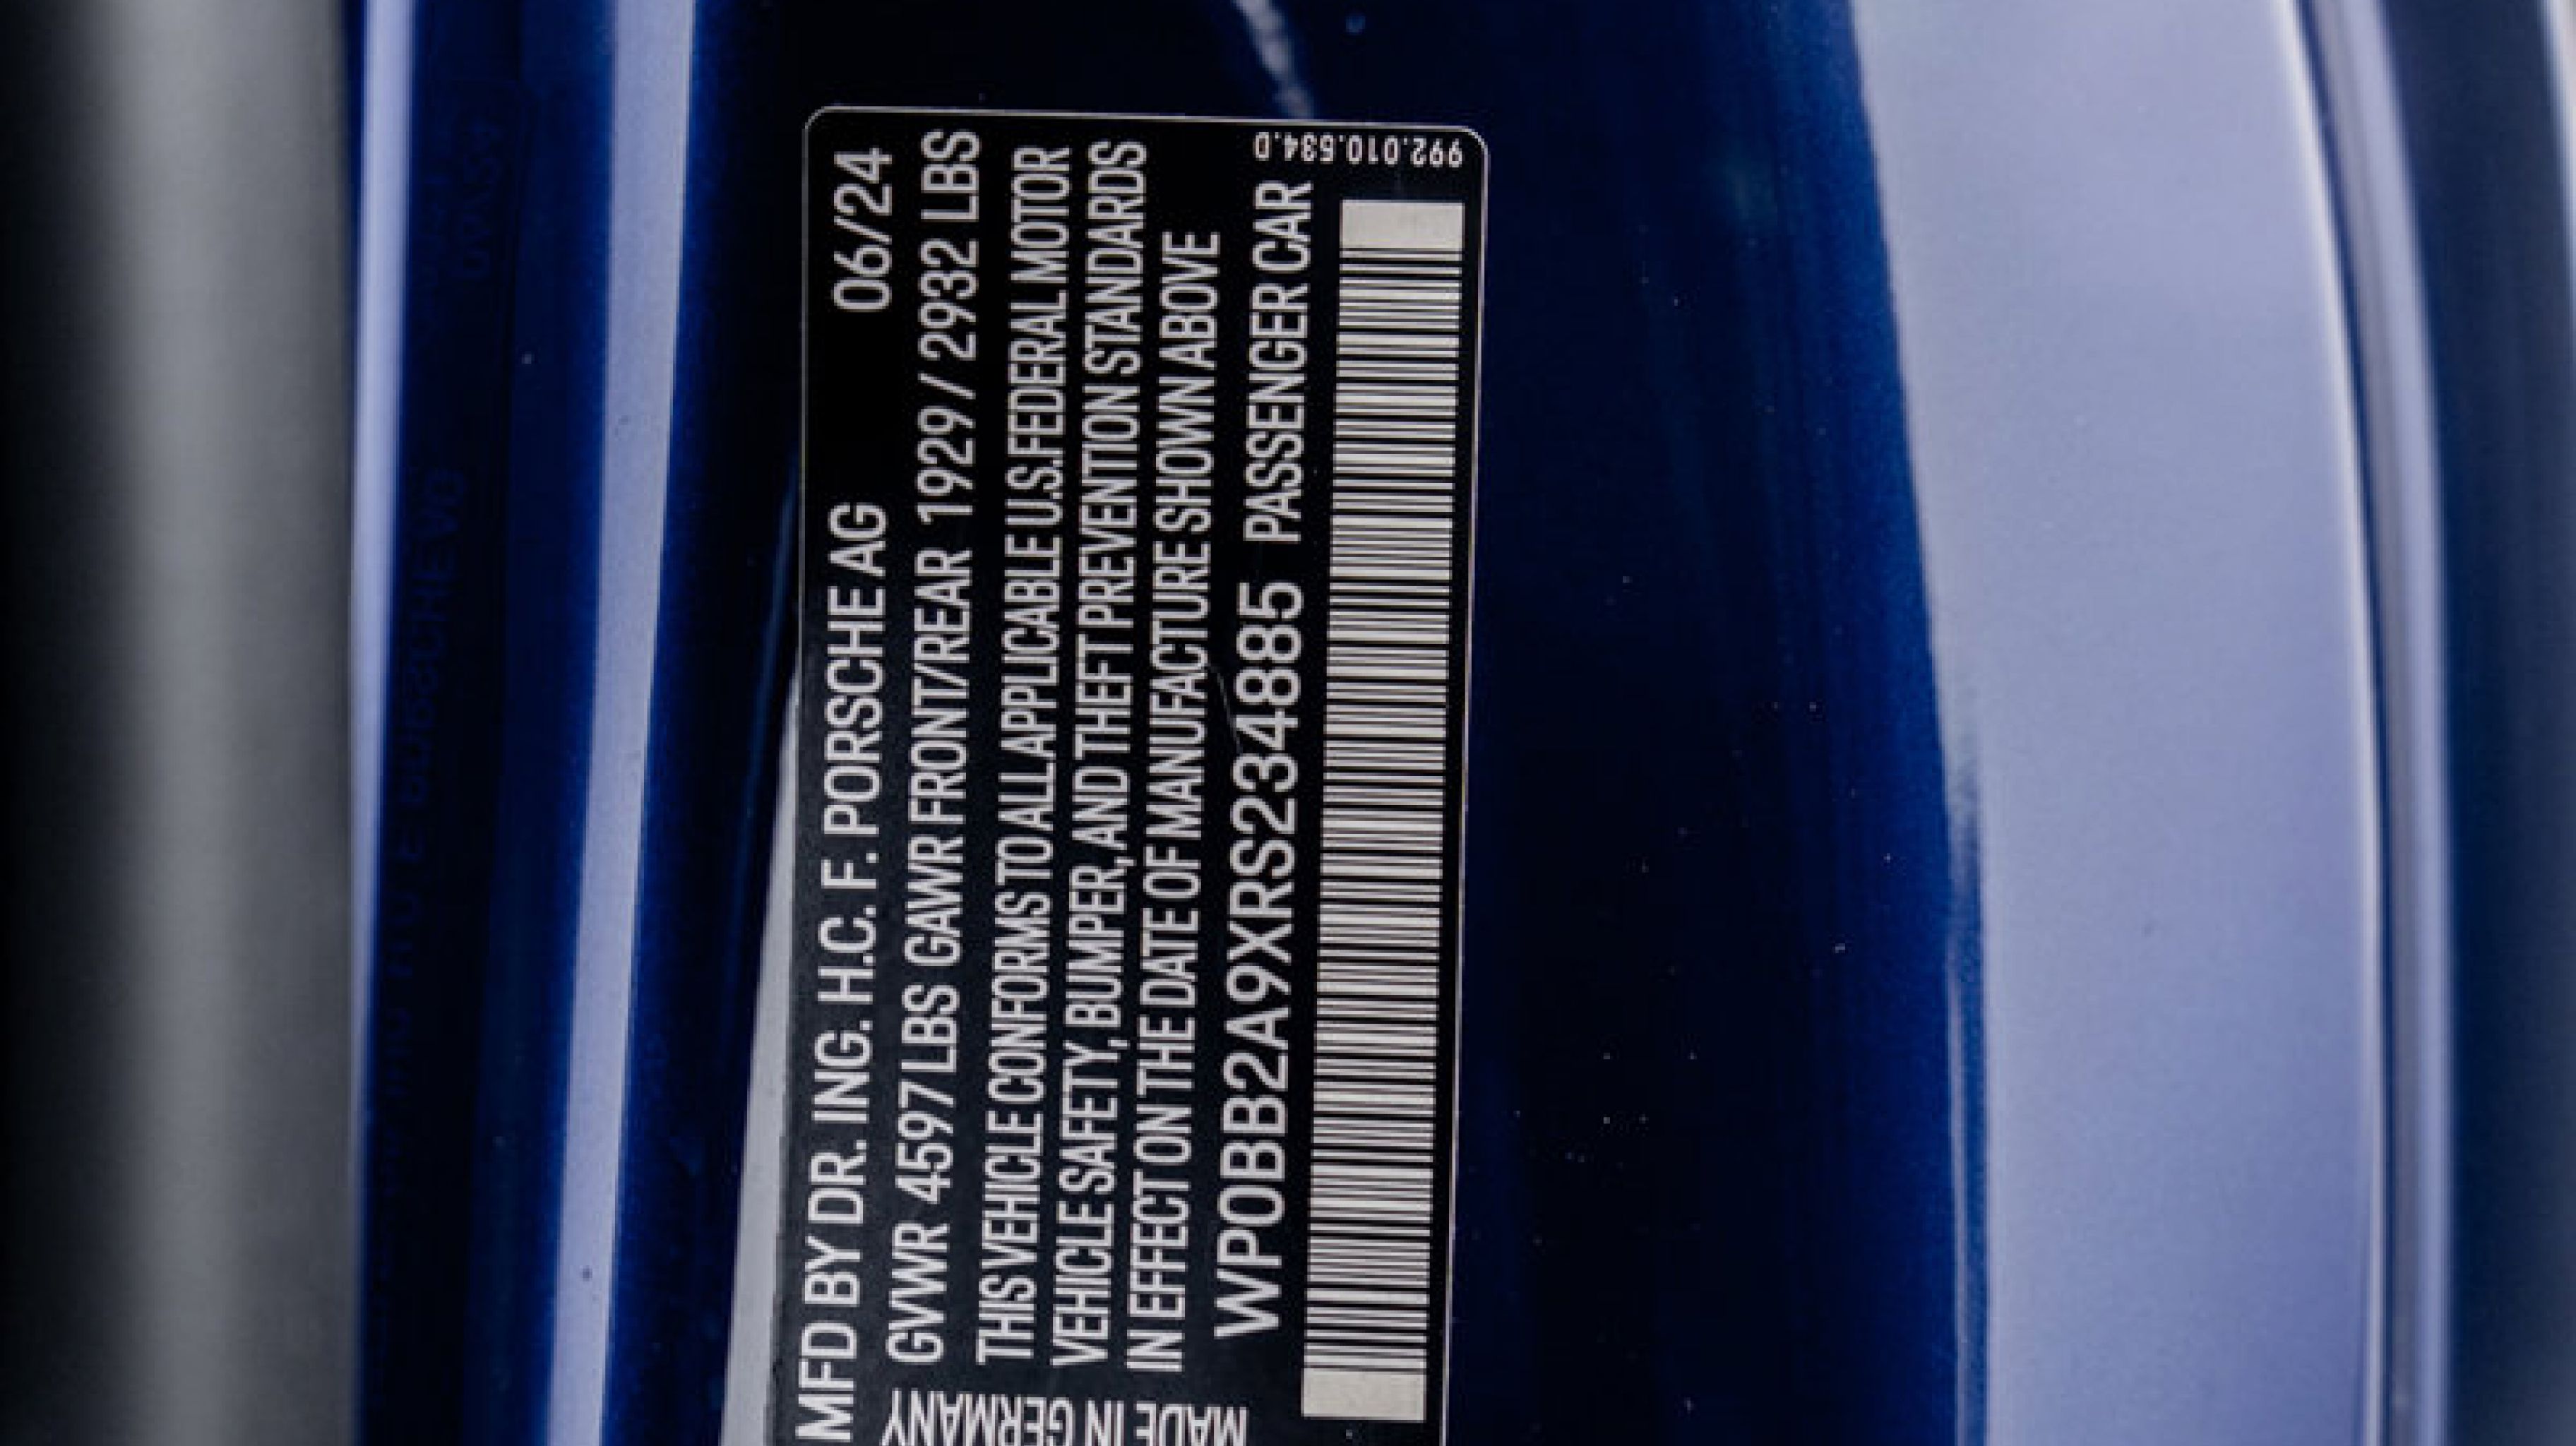 MFD BY DR. ING. H.C. F. PORSCHE AG 06/24
GVWR 4597 LBS GAWR FRONT/REAR 1929 / 2932 LBS
THIS VEHICLE CONFORMS TO ALL APPLICABLE U.S.FEDERAL MOTOR
VEHICLE SAFETY, BUMPER, AND THEFT PREVENTION STANDARDS
IN EFFECT ON THE DATE OF MANUFACTURE SHOWN ABOVE
WP0BB2A9XRS234885 PASSENGER CAR
MADE IN GERMANY
992.010.534.D